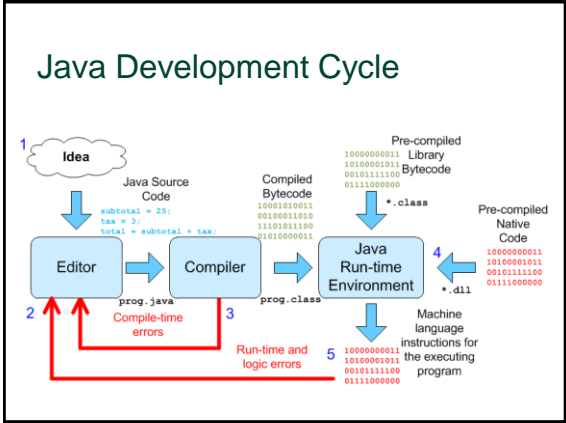 Java Development Cycle
1
Idea
Java Source
Code
subtotal = 25;
tax = 3;
total = subtotal + tax;
Compiled
Bytecode
10001010011
00100011010
11101011100
01010000011
Pre-compiled
Library
Bytecode
10000000011
10100001011
00101111100
01111000000
*.class
Pre-compiled
Native
Code
10000000011
10100001011
00101111100
01111000000
*.dll
Editor
Compiler
Java
Run-time
Environment
4
prog.java
prog.class
2
3
Compile-time
errors
Run-time and
logic errors
5
10000000011
10100001011
00101111100
01111000000
Machine
language
instructions for
the executing
program